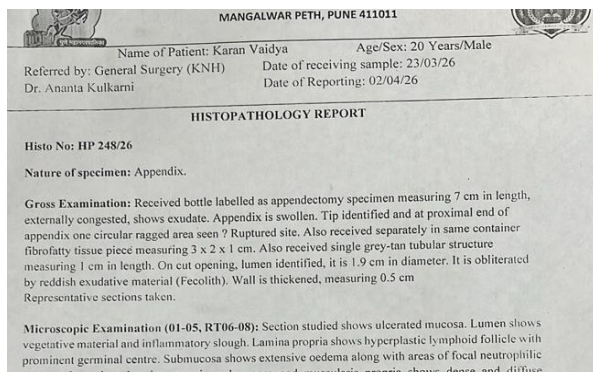 MANGALWAR PETH, PUNE 411011
Name of Patient: Karan Vaidya Age/Sex: 20 Years/Male
Referred by: General Surgery (KNH) Date of receiving sample: 23/03/26
Dr. Ananta Kulkarni Date of Reporting: 02/04/26
HISTOPATHOLOGY REPORT
Histo No: HP 248/26
Nature of specimen: Appendix.
Gross Examination: Received bottle labelled as appendectomy specimen measuring 7 cm in length,
externally congested, shows exudate. Appendix is swollen. Tip identified and at proximal end of
appendix one circular ragged area seen ? Ruptured site. Also received separately in same container
fibrofatty tissue piece measuring 3 x 2 x 1 cm. Also received single grey-tan tubular structure
measuring 1 cm in length. On cut opening, lumen identified, it is 1.9 cm in diameter. It is obliterated
by reddish exudative material (Fecolith). Wall is thickened, measuring 0.5 cm
Representative sections taken.
Microscopic Examination (01-05, RT06-08): Section studied shows ulcerated mucosa. Lumen shows
vegetative material and inflammatory slough. Lamina propria shows hyperplastic lymphoid follicle with
prominent germinal centre. Submucosa shows extensive oedema along with areas of focal neutrophilic
muscularis propria shows dense and diffuse